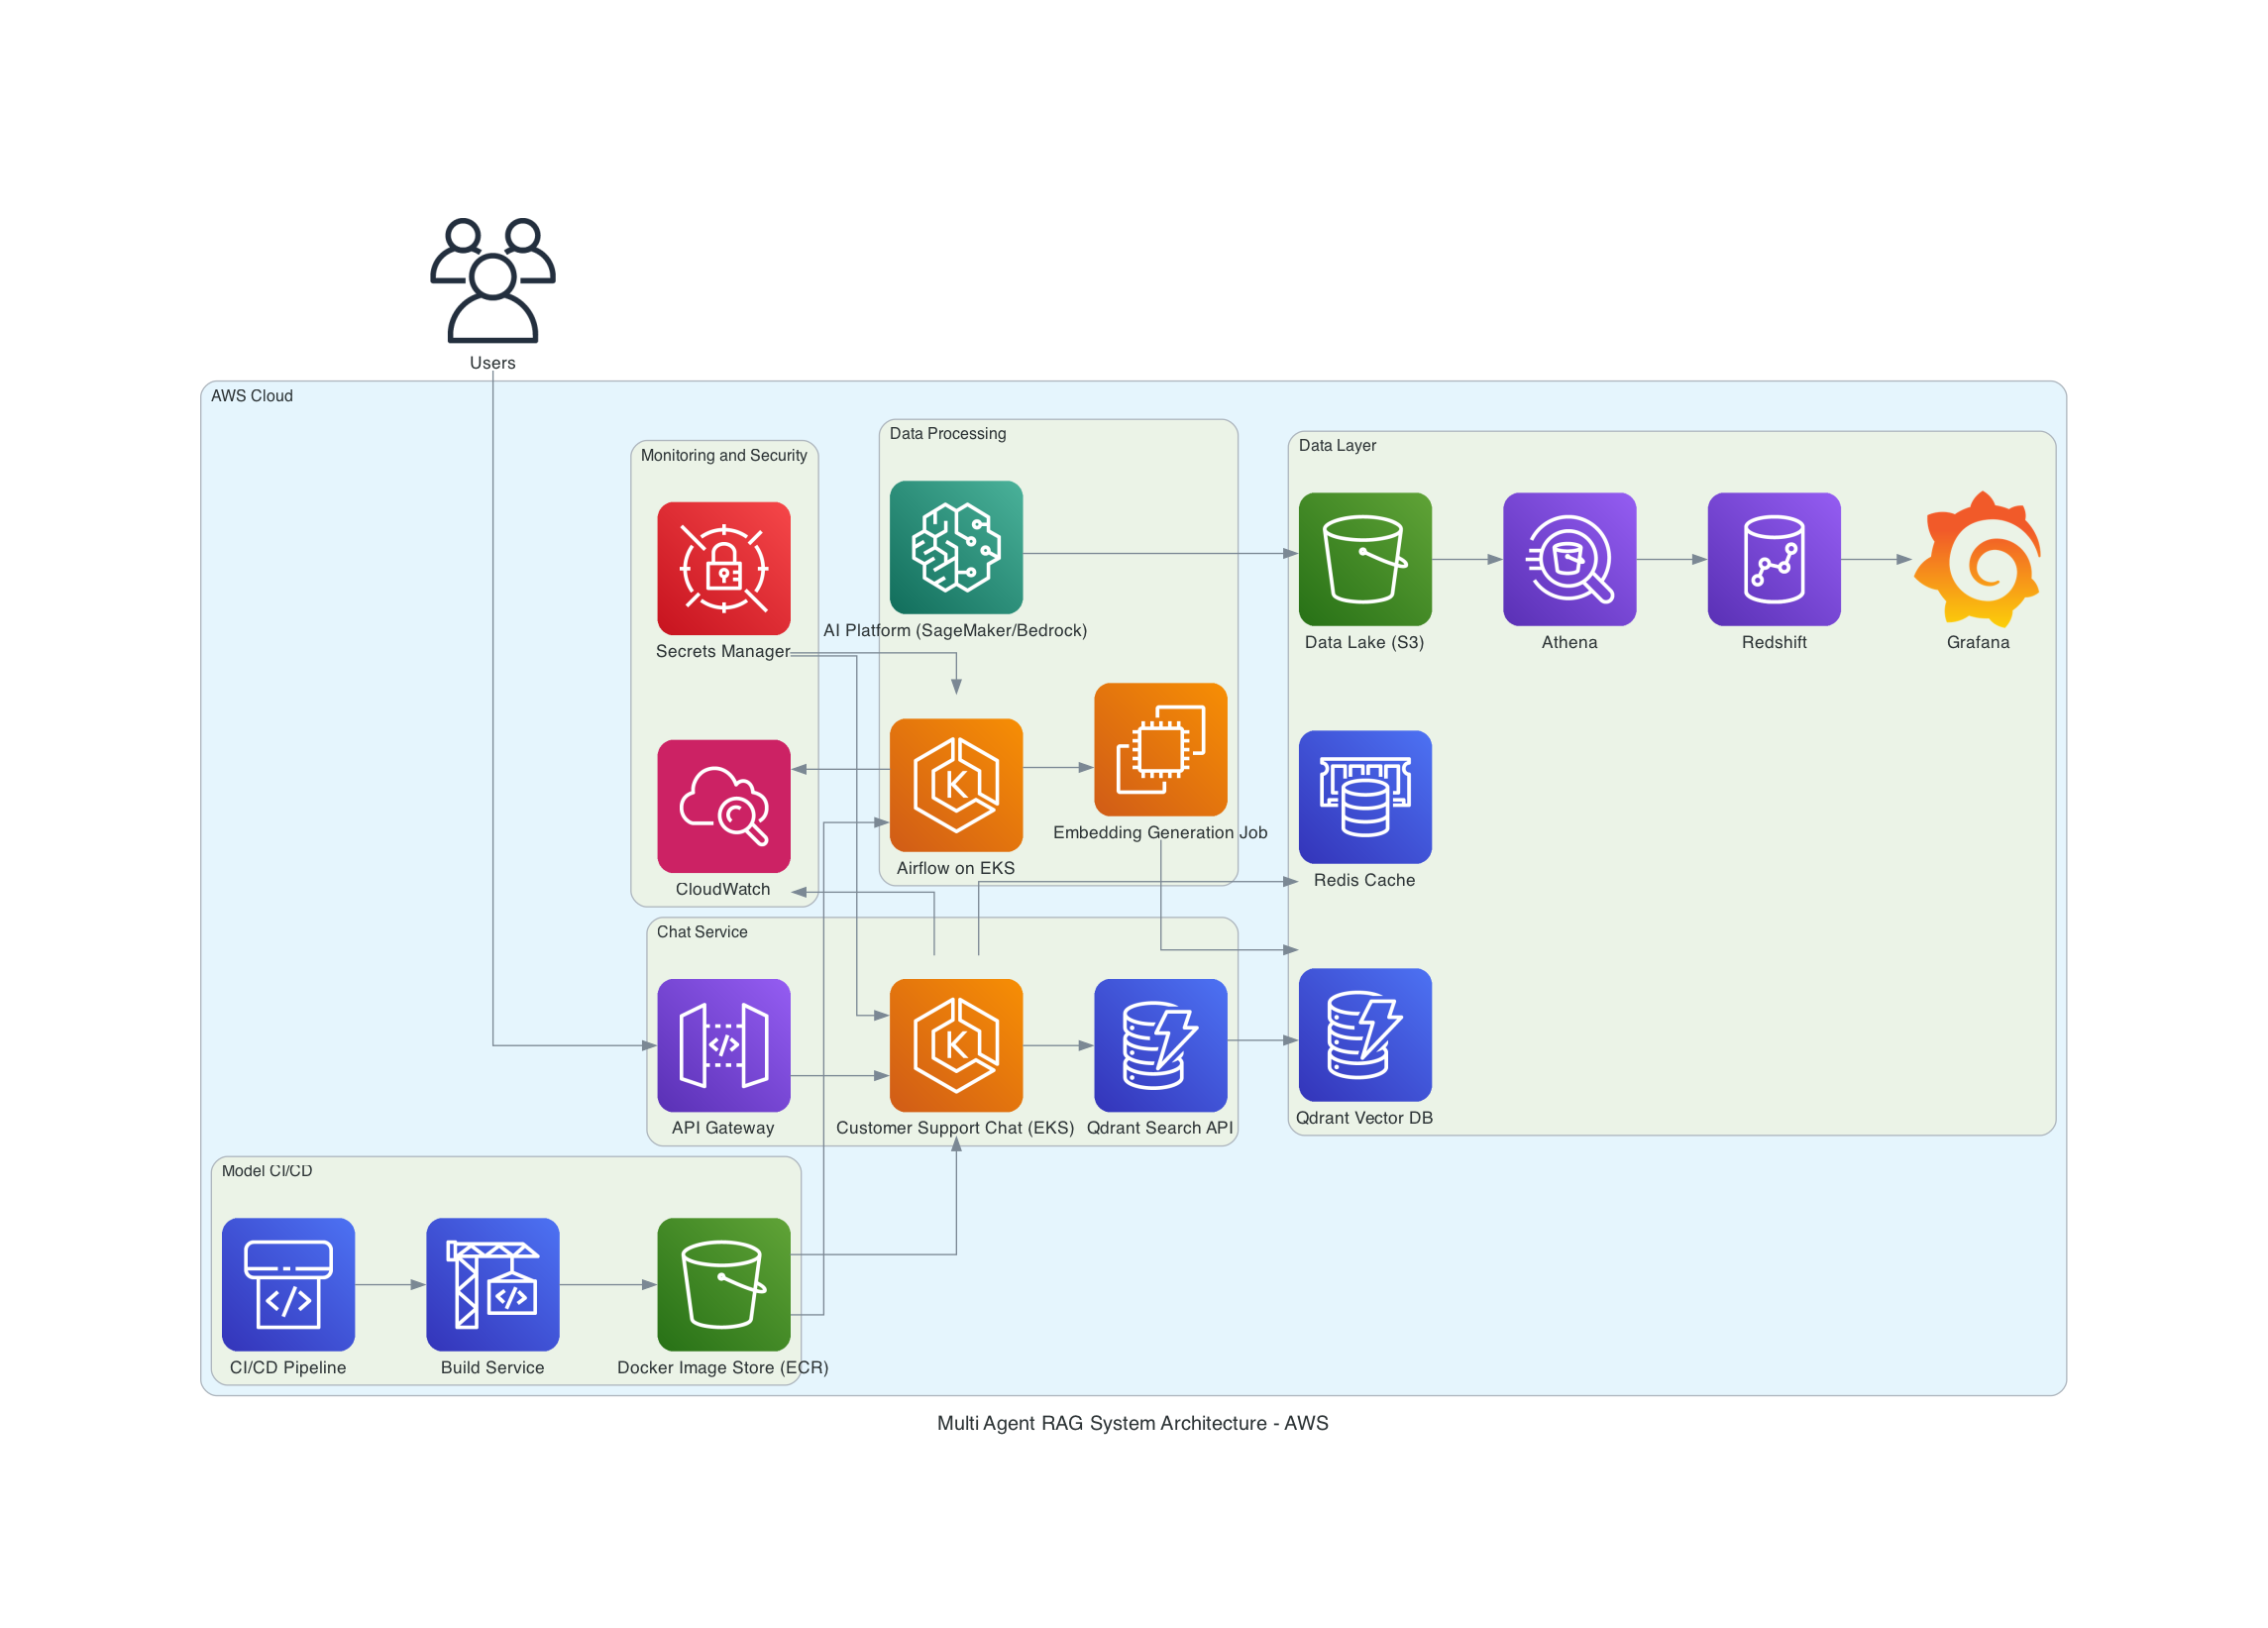 Users
AWS Cloud
Data Processing
Data Layer
Monitoring and Security
AI Platform (SageMaker/Bedrock)
Data Lake (S3)
Athena
Redshift
Grafana
Secrets Manager
K
Embedding Generation Job
Airflow on EKS
Redis Cache
CloudWatch
Chat Service
</>
K
API Gateway
Customer Support Chat (EKS)
Qdrant Search API
Qdrant Vector DB
Model CI/CD
</>
</>
CI/CD Pipeline
Build Service
Docker Image Store (ECR)
Multi Agent RAG System Architecture - AWS